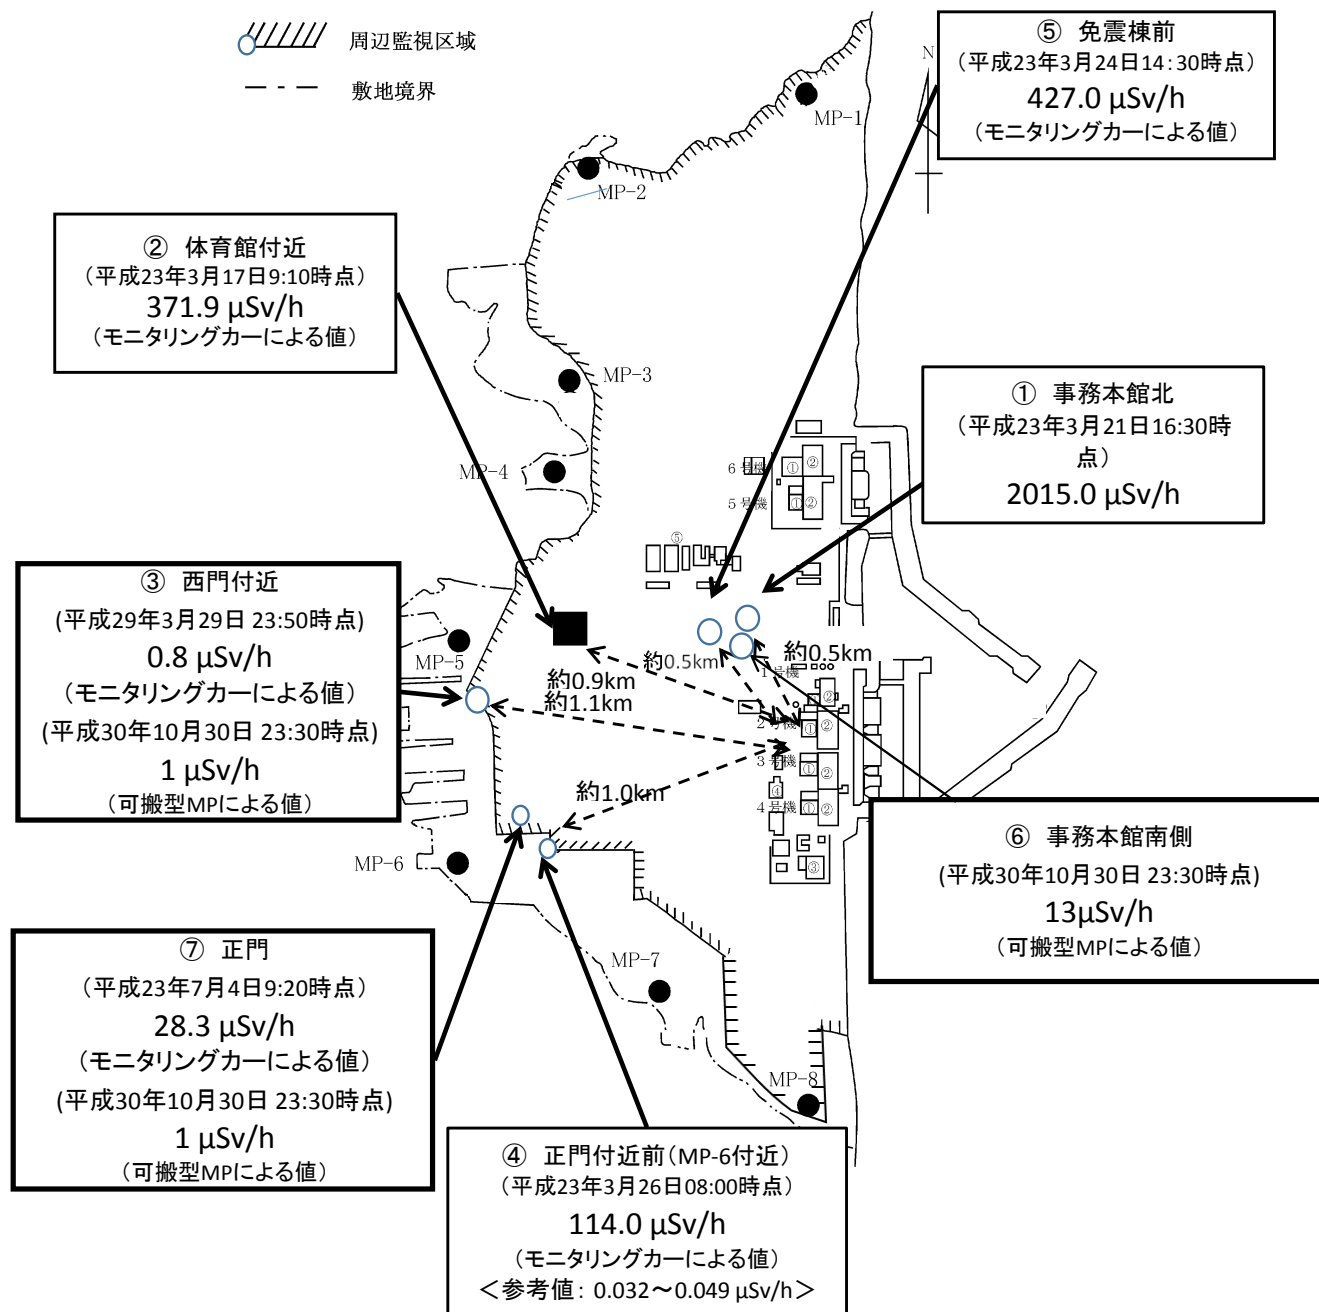 周辺監視区域
敷地境界
⑤ 免震棟前
（平成23年3月24日14：30時点）
427.0 µSv/h
（モニタリングカーによる値）
N
MP-1
MP-2
② 体育館付近
（平成23年3月17日9:10時点）
371.9 µSv/h
（モニタリングカーによる値）
MP-3
① 事務本館北
（平成23年3月21日16:30時
点）
2015.0 µSv/h
MP-4
6号機
① ②
5号機
① ②
⑤
③ 西門付近
(平成29年3月29日 23:50時点)
0.8 µSv/h
（モニタリングカーによる値）
(平成30年10月30日 23:30時点)
1 µSv/h
（可搬型MPによる値）
MP-5
約0.5km
約0.5km
約0.9km
約1.1km
1号機
②
2号機
① ②
3号機
① ②
④
4号機
① ②
③
約1.0km
MP-6
⑥ 事務本館南側
(平成30年10月30日 23:30時点)
13µSv/h
（可搬型MPによる値）
⑦ 正門
（平成23年7月4日9:20時点）
28.3 µSv/h
（モニタリングカーによる値）
(平成30年10月30日 23:30時点)
1 µSv/h
（可搬型MPによる値）
MP-7
MP-8
④ 正門付近前（MP-6付近）
（平成23年3月26日08:00時点）
114.0 µSv/h
（モニタリングカーによる値）
＜参考値： 0.032～0.049 µSv/h＞